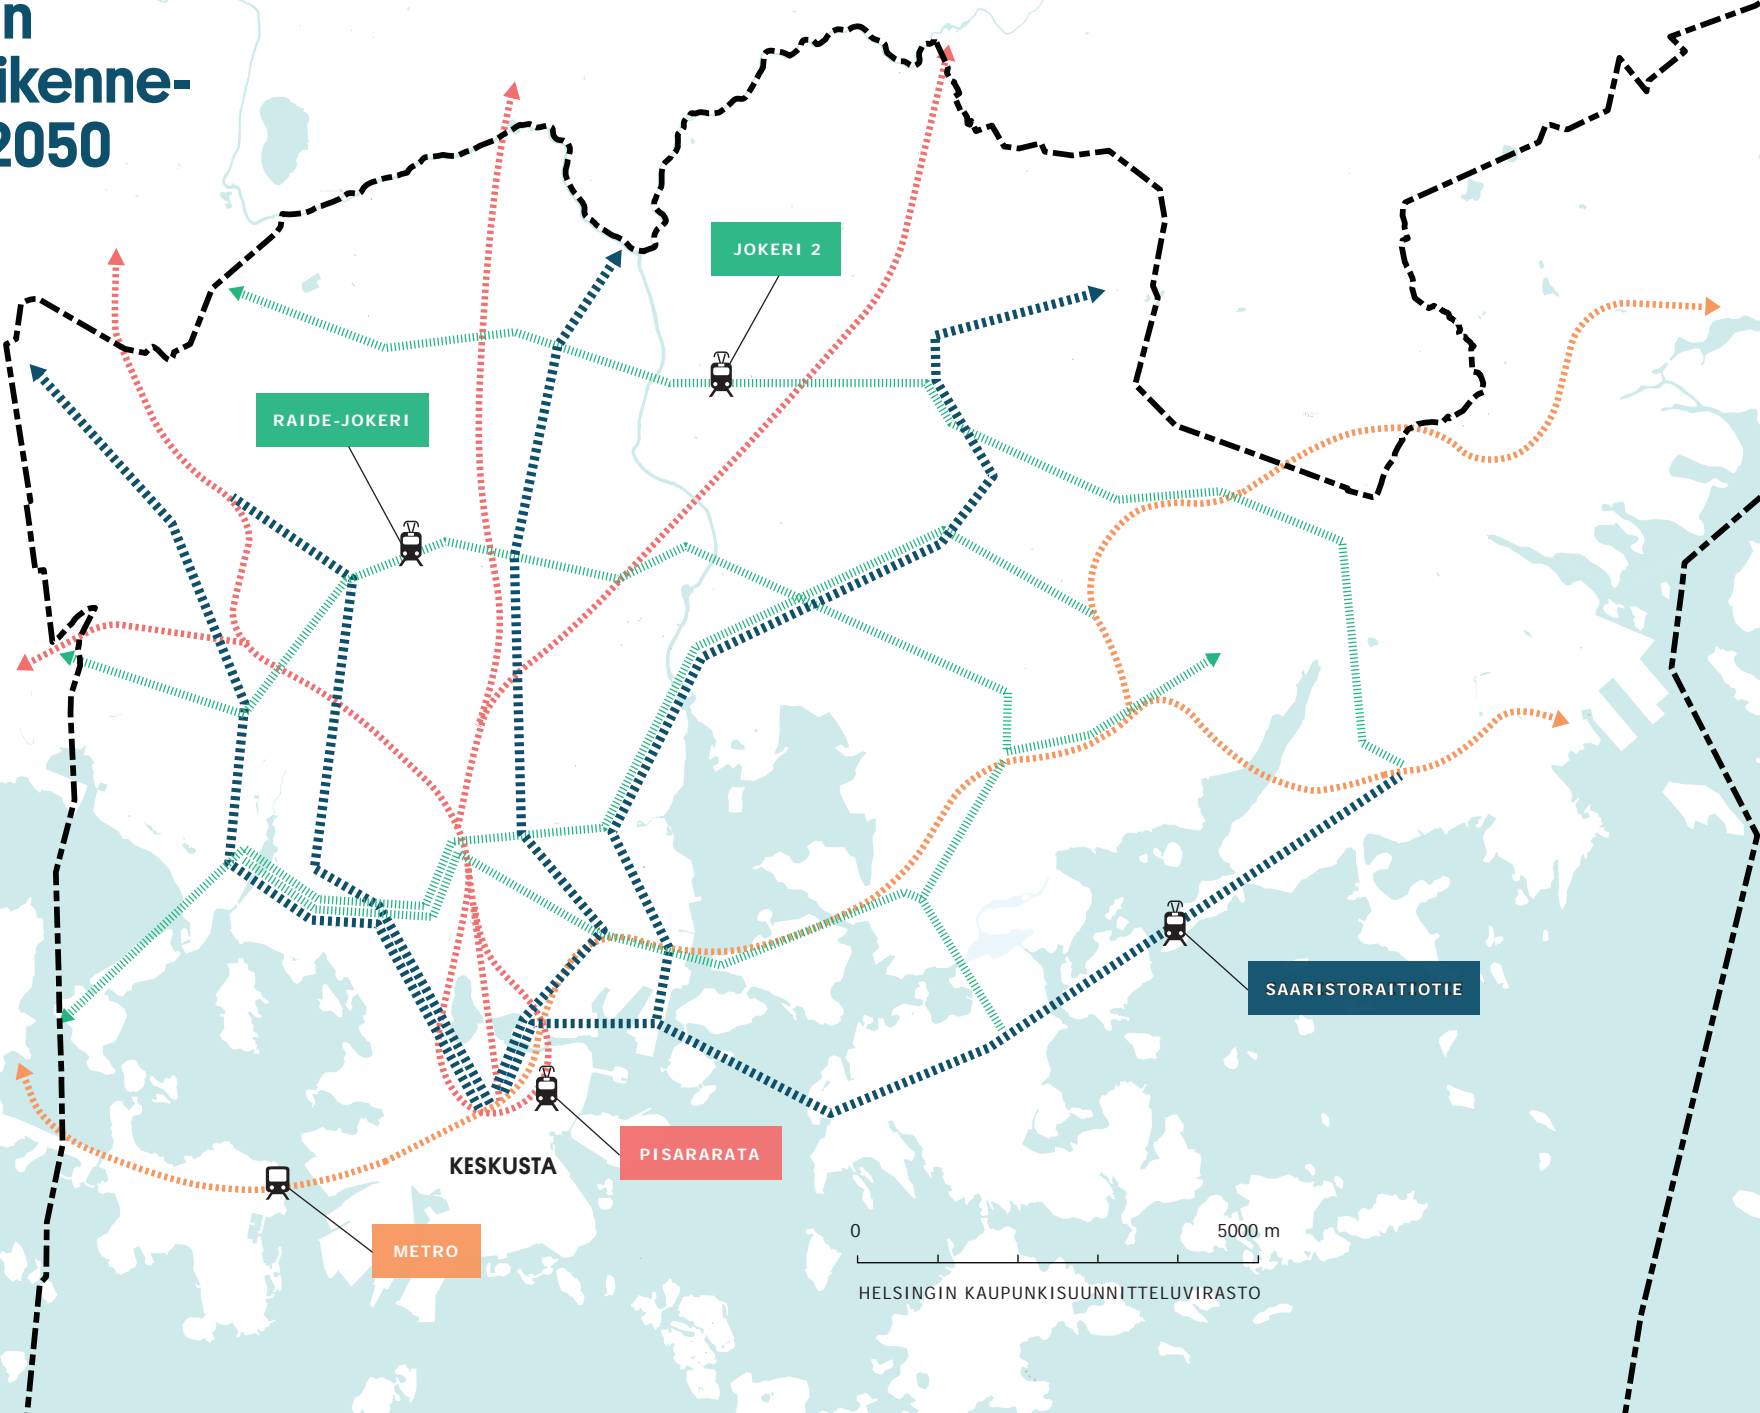 n
ikenne-
2050
JOKERI 2
RAIDE-JOKERI
SAARISTORAITIOTIE
PISARARATA
KESKUSTA
METRO
0 5000 m
HELSINGIN KAUPUNKISUUNNITTELUVIRASTO